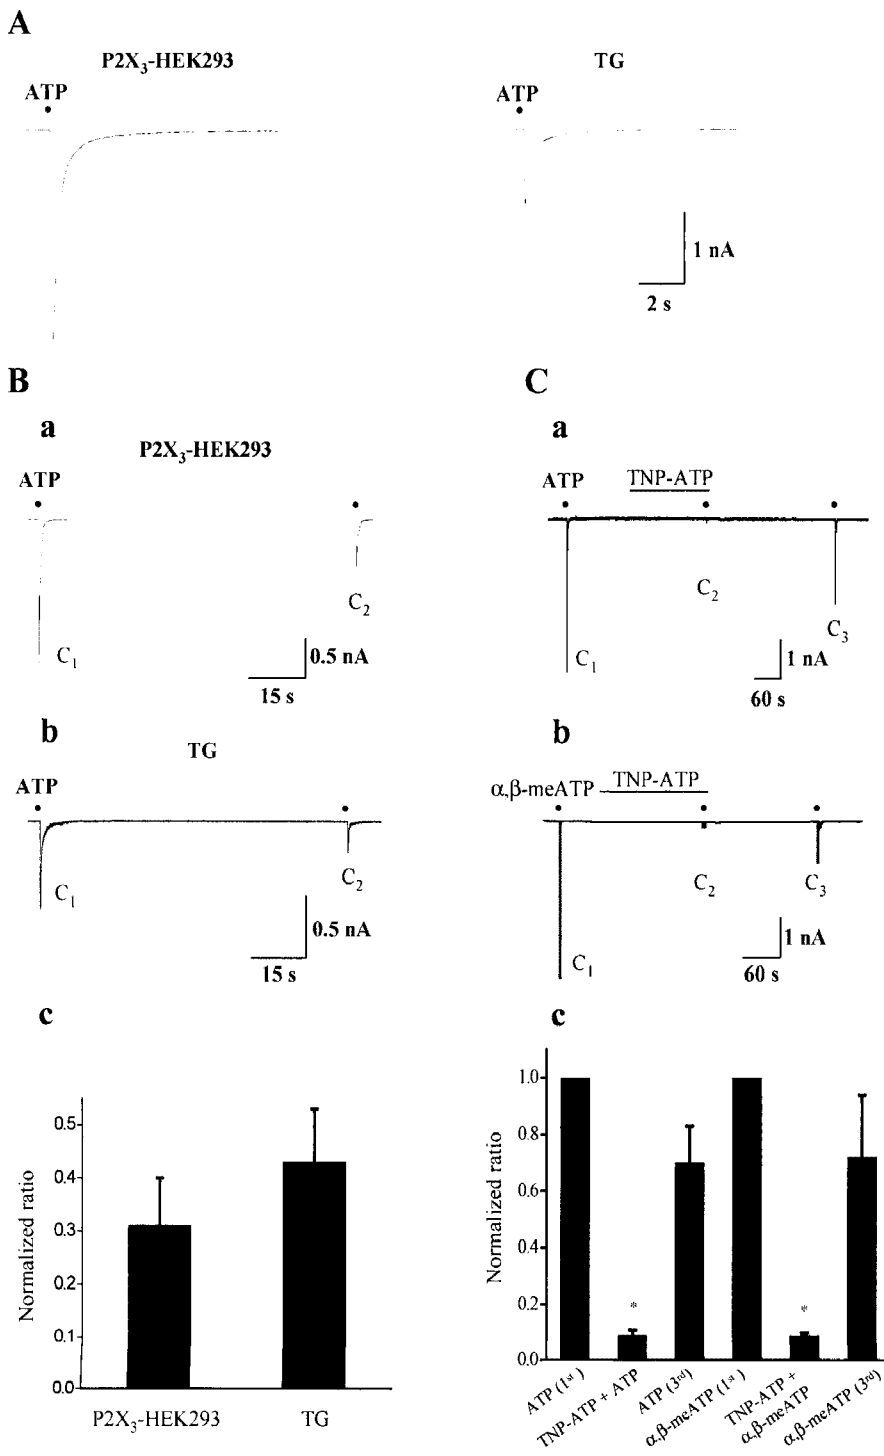 A
P2X3-HEK293
TG
ATP
ATP
1 nA
2 s
B
a
P2X3-HEK293
ATP
C1
C2
0.5 nA
15 s
b
TG
ATP
C1
C2
0.5 nA
15 s
c
Normalized ratio
0.5
0.4
0.3
0.2
0.1
0.0
P2X3-HEK293
TG
C
a
ATP
TNP-ATP
C1
C2
C3
1 nA
60 s
b
α,β-meATP
TNP-ATP
C1
C2
C3
1 nA
60 s
c
Normalized ratio
1.0
0.8
0.6
0.4
0.2
0.0
*
*
ATP (1st)
TNP-ATP + ATP
ATP (3rd)
α,β-meATP (1st)
TNP-ATP +
α,β-meATP
α,β-meATP (3rd)